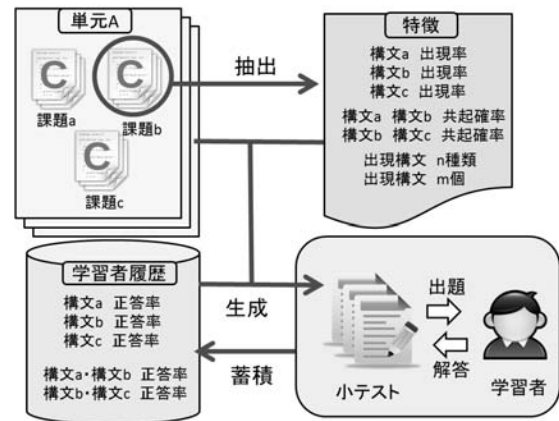 単元A
C
C
課題a
課題b
C
課題c
抽出
特徴
構文a 出現率
構文b 出現率
構文c 出現率
構文a 構文b 共起確率
構文b 構文c 共起確率
出現構文 n種類
出現構文 m個
学習者履歴
構文a 正答率
構文b 正答率
構文c 正答率
構文a・構文b 正答率
構文b・構文c 正答率
生成
蓄積
出題
解答
小テスト
学習者